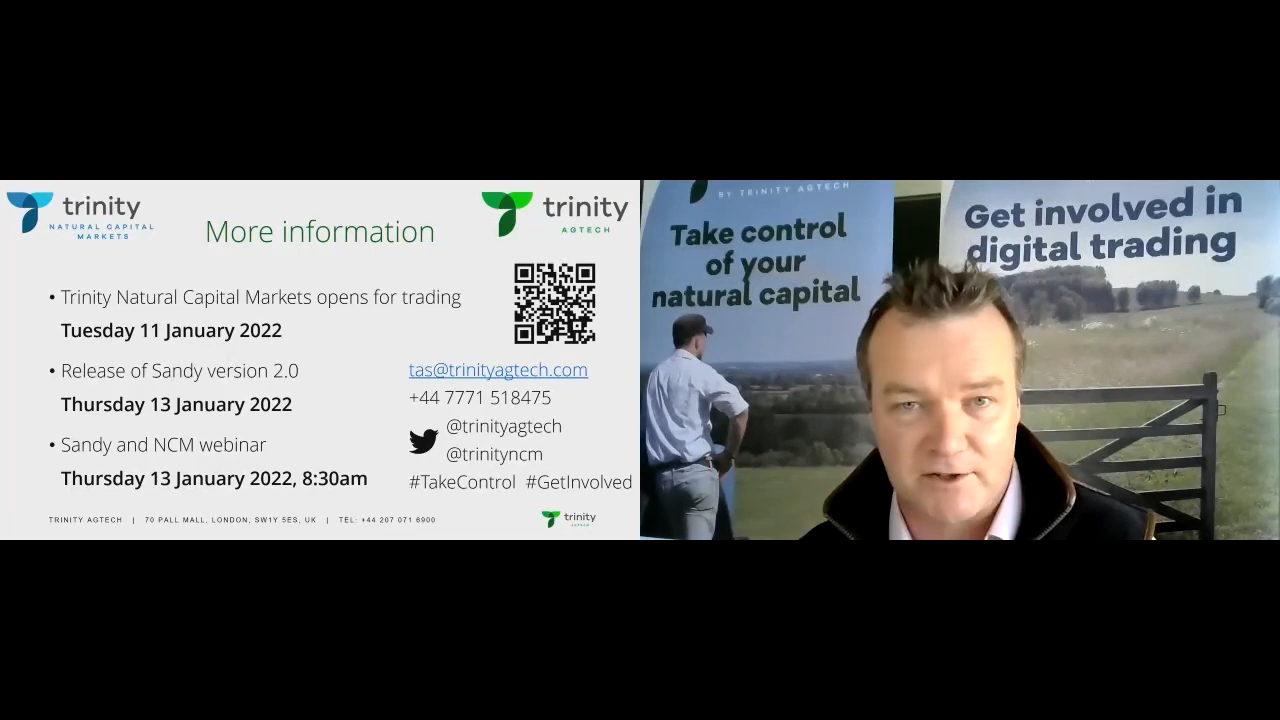 trinity
NATURAL CAPITAL
MARKETS
More information
trinity
AGTECH
• Trinity Natural Capital Markets opens for trading
Tuesday 11 January 2022
• Release of Sandy version 2.0
Thursday 13 January 2022
• Sandy and NCM webinar
Thursday 13 January 2022, 8:30am
tas@trinityagtech.com
+44 7771 518475
@trinityagtech
@trinityncm
#TakeControl #GetInvolved
TRINITY AGTECH | 70 PALL MALL, LONDON, SW1Y 5ES, UK | TEL: +44 207 071 6900
trinity
AGTECH
BY TRINITY AGTECH
Take control
of your
natural capital
Get involved in
digital trading